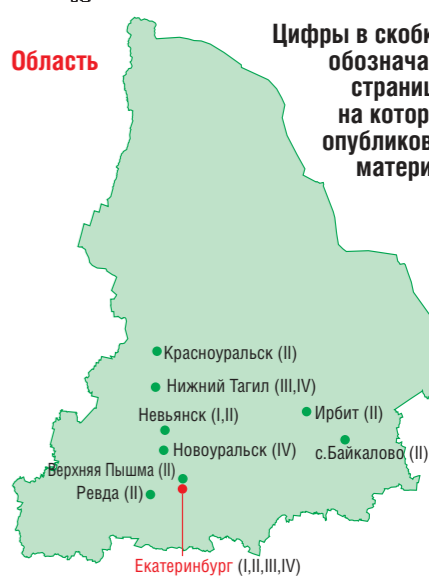 Область
Цифры в
обознача
страниц
на котор
опубликов
матери
Красноуральск (II)
Нижний Тагил (III,IV)
Невьянск (I,II)
Ирбит (II)
Новоуральск (IV)
с.Байкалово (II)
Верхняя Пышма (II)
Ревда (II)
Екатеринбург (I,II,III,IV)